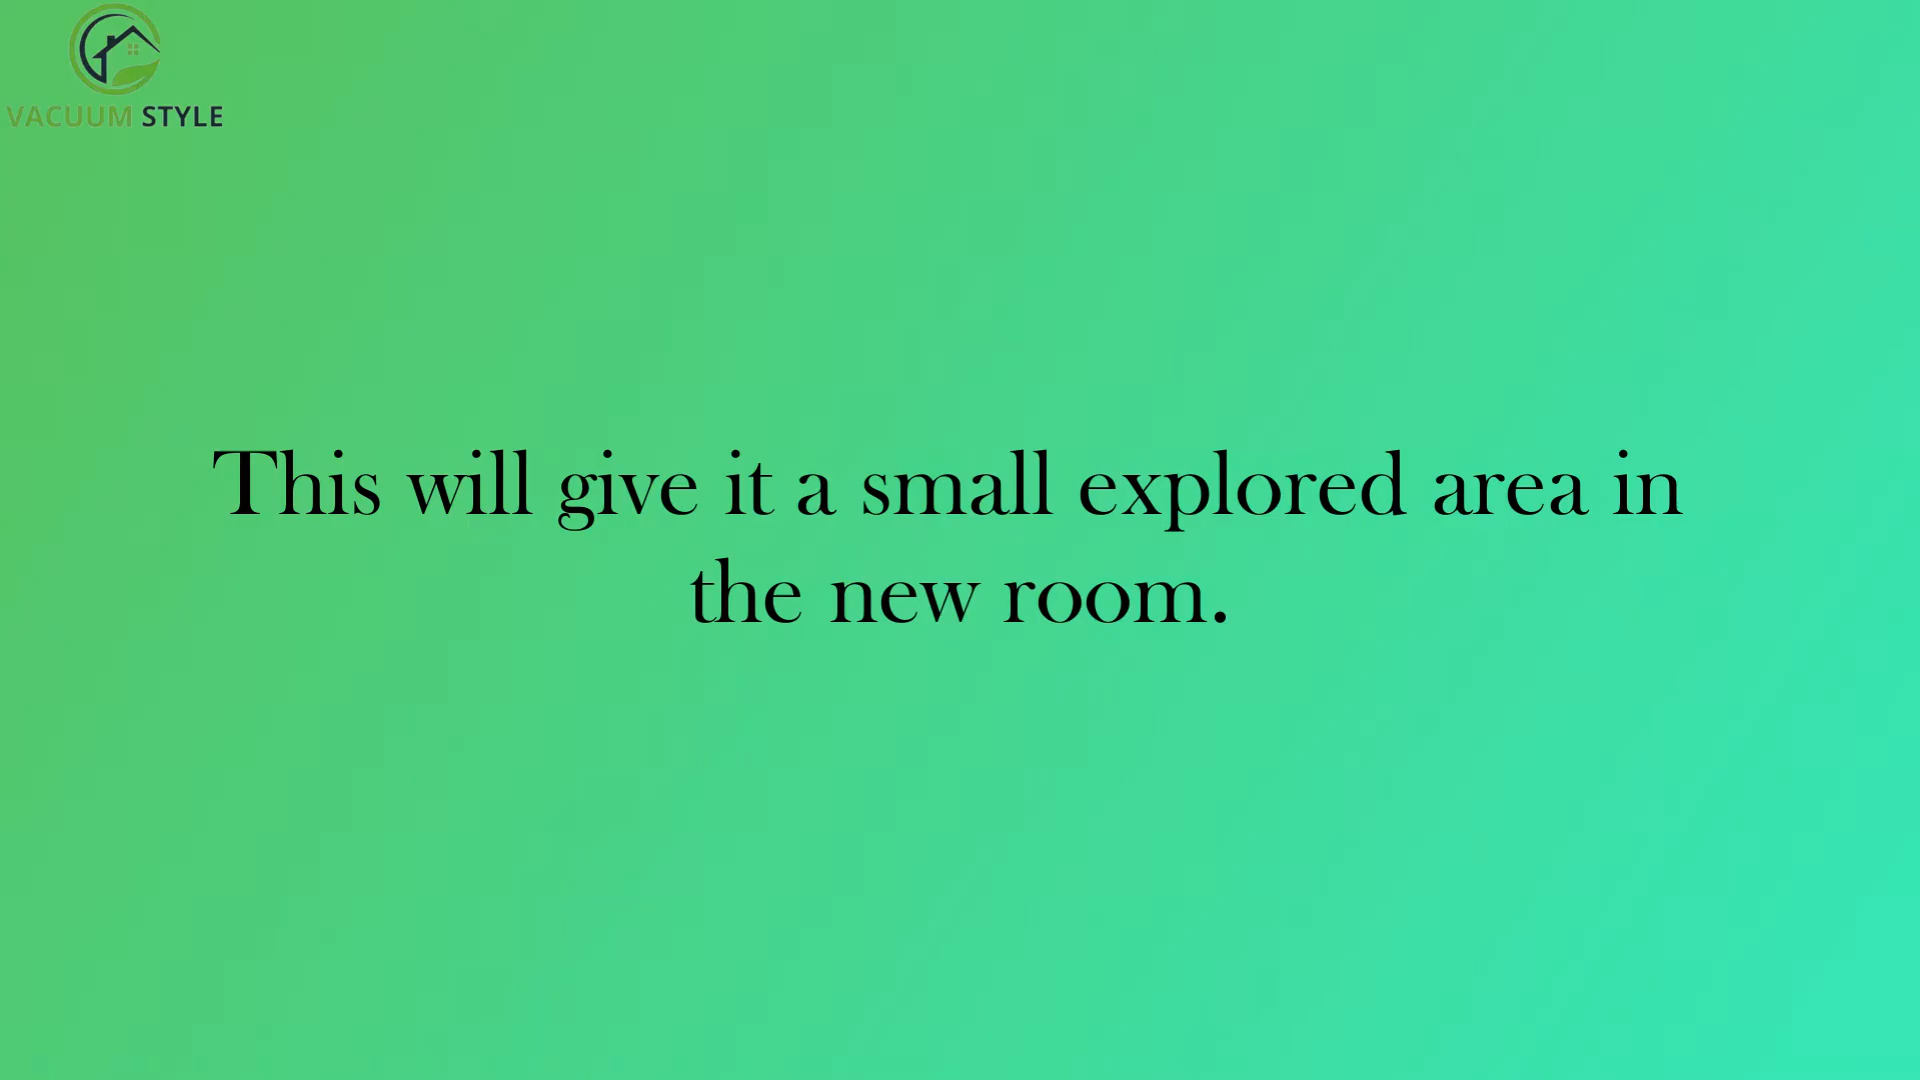 VACUUM STYLE
This will give it a small explored area in
the new room.